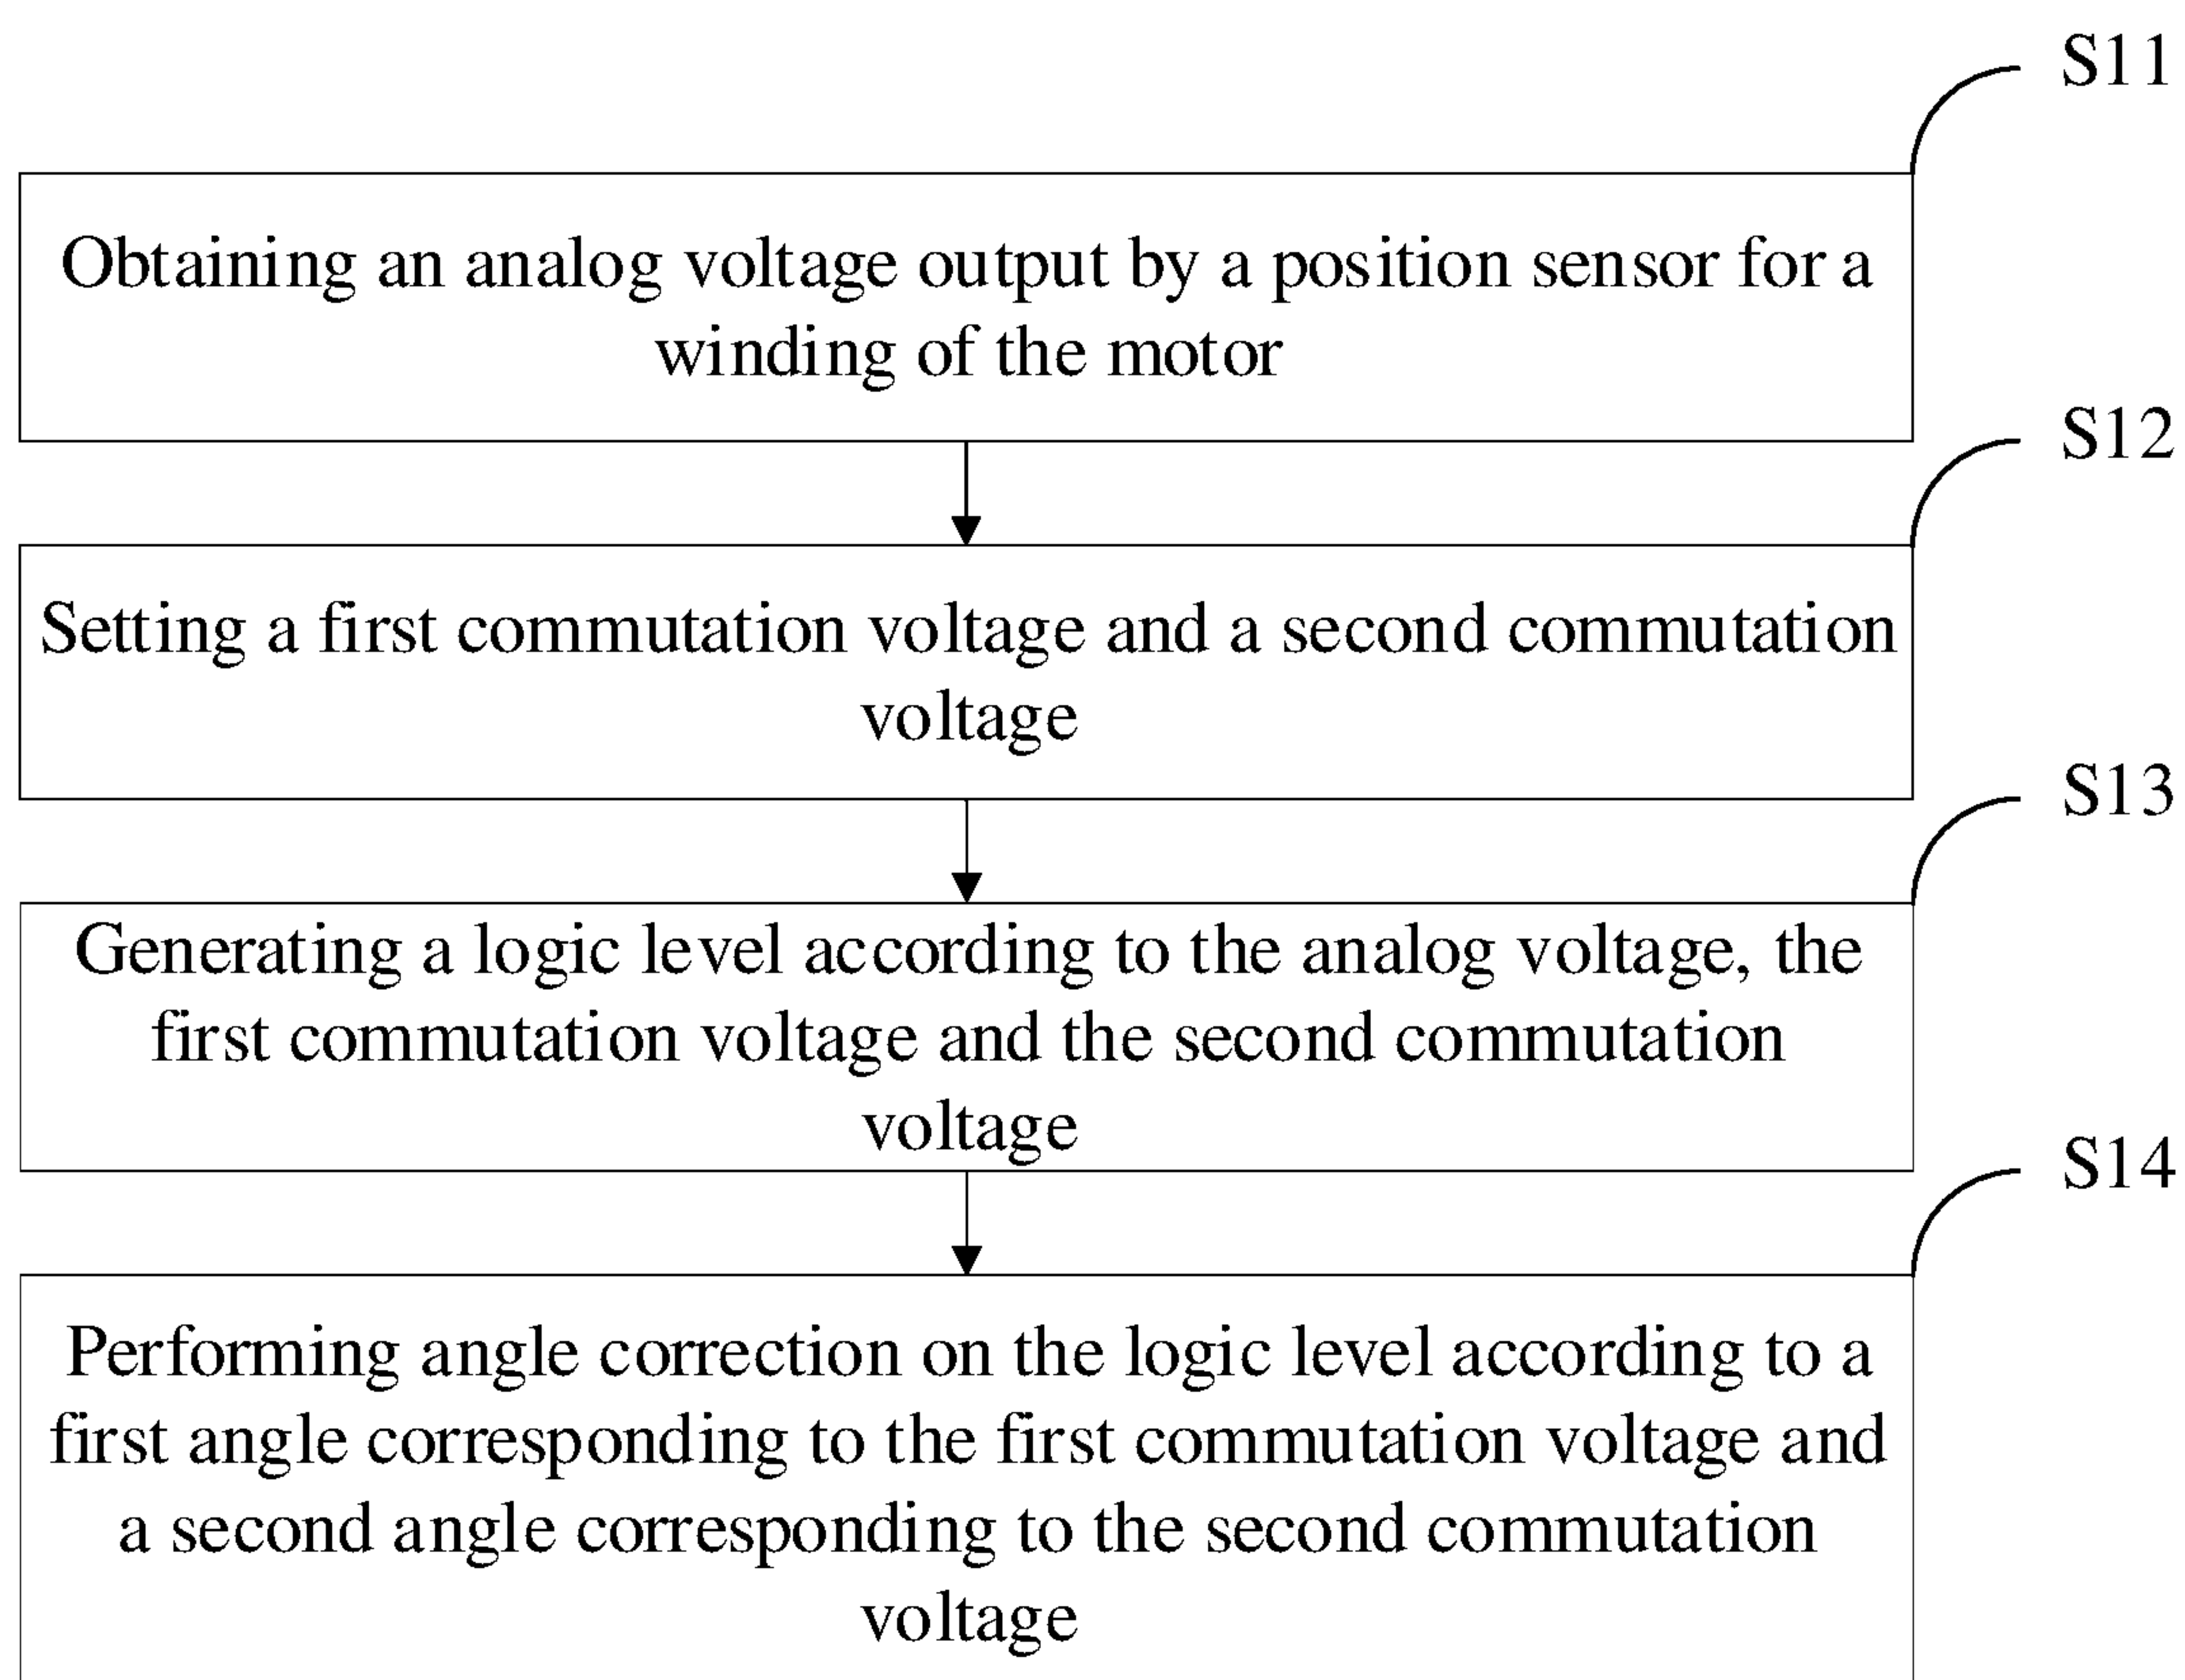 S11
Obtaining an analog voltage output by a position sensor for a
winding of the motor
S12
Setting a first commutation voltage and a second commutation
voltage
S13
Generating a logic level according to the analog voltage, the
first commutation voltage and the second commutation
voltage
S14
Performing angle correction on the logic level according to a
first angle corresponding to the first commutation voltage and
a second angle corresponding to the second commutation
voltage